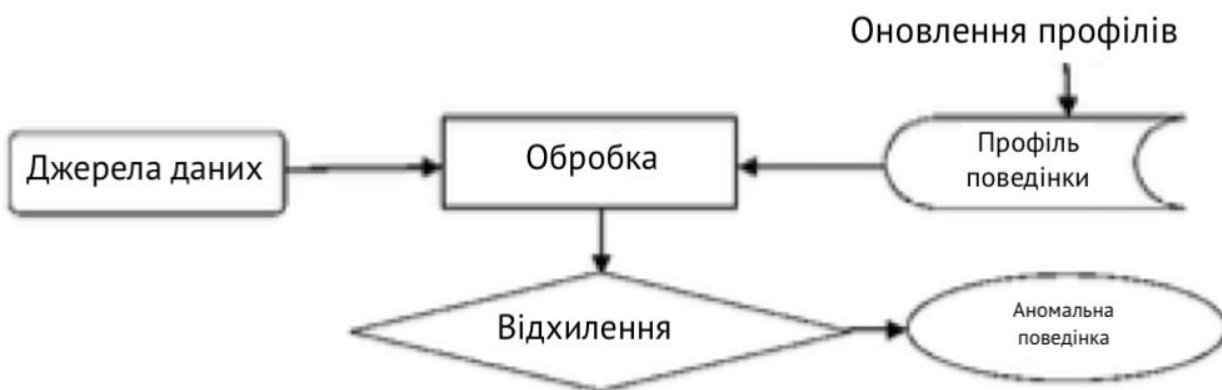 Оновлення профілів
Джерела даних
Обробка
Профіль
поведінки
Відхилення
Аномальна
поведінка